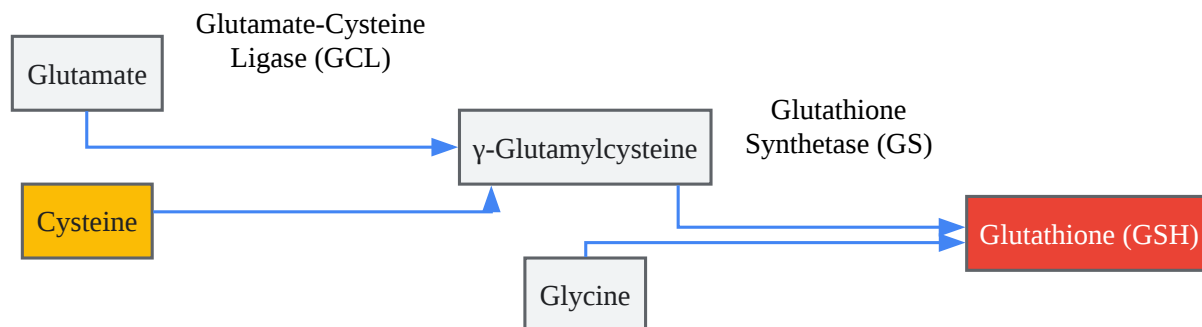 Glutamate-Cysteine
Ligase (GCL)
Glutamate
Glutathione
Synthetase (GS)
γ-Glutamylcysteine
Cysteine
Glutathione (GSH)
Glycine